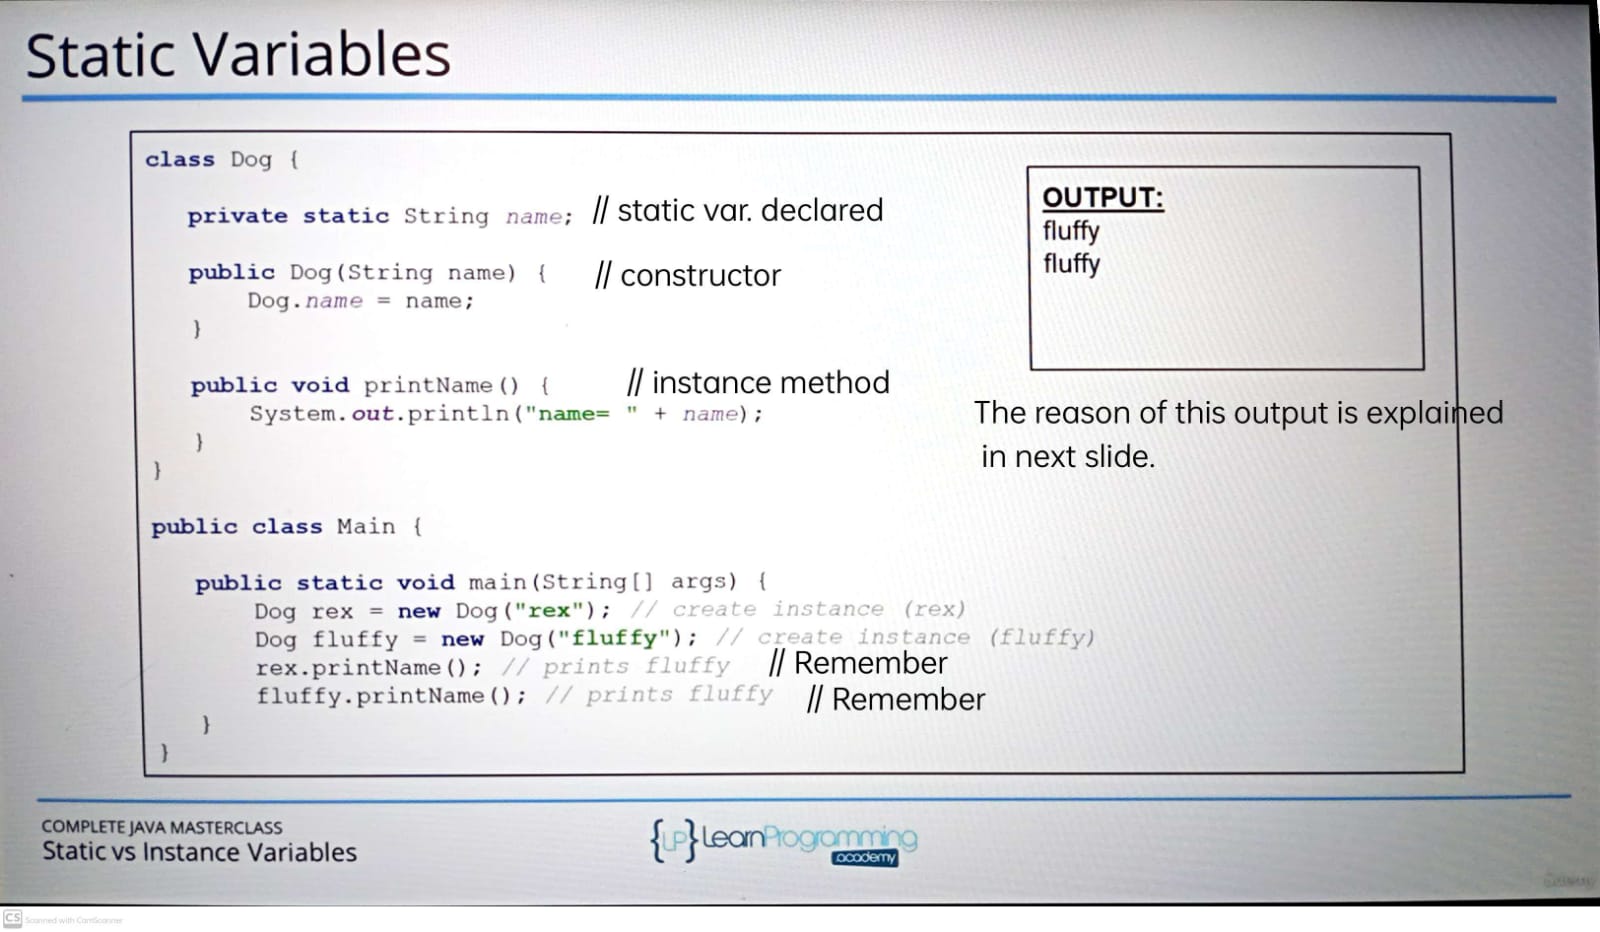 Static Variables
class Dog {
private static String name; // static var. declared
public Dog(String name) { // constructor
Dog.name = name;
}
public void printName() { // instance method
System.out.println("name= " + name);
}
}
public class Main {
public static void main(String[] args) {
Dog rex = new Dog("rex"); // create instance (rex)
Dog fluffy = new Dog("fluffy"); // create instance (fluffy)
rex.printName(); // prints fluffy // Remember
fluffy.printName(); // prints fluffy // Remember
}
}
OUTPUT:
fluffy
fluffy
The reason of this output is explained
in next slide.
COMPLETE JAVA MASTERCLASS
Static vs Instance Variables
{LP} LearnProgramming
academy
Udemy
CS Scanned with CamScanner